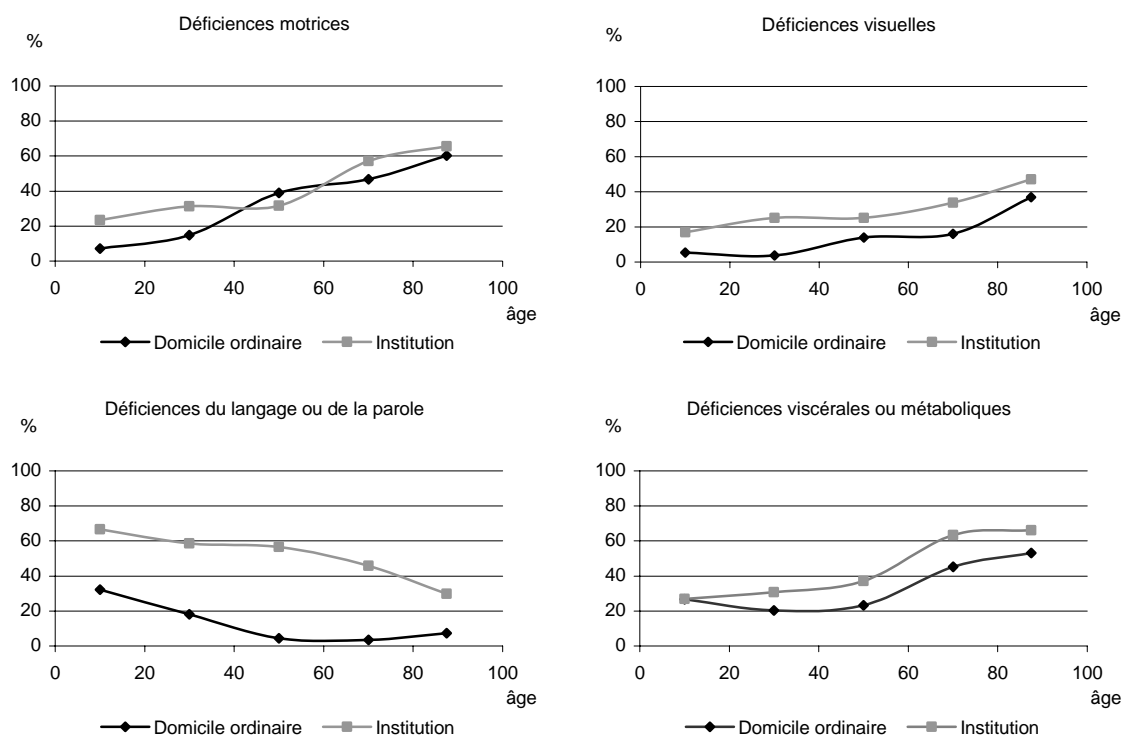 Déficiences motrices
%
100
80
60
40
20
0
0 20 40 60 80 100
âge
Domicile ordinaire Institution
Déficiences visuelles
%
100
80
60
40
20
0
0 20 40 60 80 100
âge
Domicile ordinaire Institution
Déficiences du langage ou de la parole
%
100
80
60
40
20
0
0 20 40 60 80 100
âge
Domicile ordinaire Institution
Déficiences viscérales ou métaboliques
%
100
80
60
40
20
0
0 20 40 60 80 100
âge
Domicile ordinaire Institution